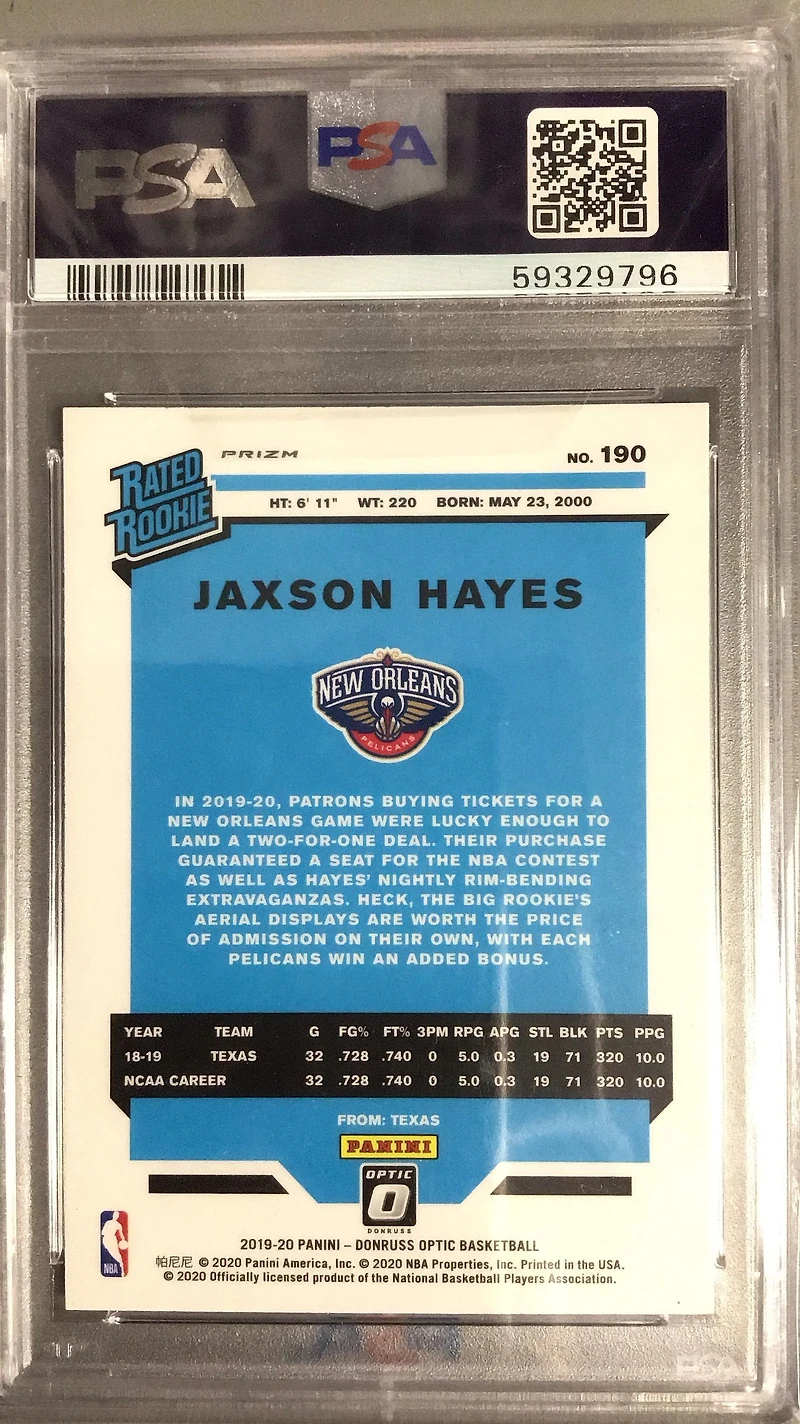 PSA
PSA
59329796
RATED
ROOKIE
PRIZM
NO. 190
HT: 6' 11" WT: 220 BORN: MAY 23, 2000
JAXSON HAYES
NEW ORLEANS
PELICANS
IN 2019-20, PATRONS BUYING TICKETS FOR A
NEW ORLEANS GAME WERE LUCKY ENOUGH TO
LAND A TWO-FOR-ONE DEAL. THEIR PURCHASE
GUARANTEED A SEAT FOR THE NBA CONTEST
AS WELL AS HAYES' NIGHTLY RIM-BENDING
EXTRAVAGANZAS. HECK, THE BIG ROOKIE'S
AERIAL DISPLAYS ARE WORTH THE PRICE
OF ADMISSION ON THEIR OWN, WITH EACH
PELICANS WIN AN ADDED BONUS.
YEAR TEAM G FG% FT% 3PM RPG APG STL BLK PTS PPG
18-19 TEXAS 32 .728 .740 0 5.0 0.3 19 71 320 10.0
NCAA CAREER 32 .728 .740 0 5.0 0.3 19 71 320 10.0
FROM: TEXAS
PANINI
OPTIC
O
DONRUSS
NBA
2019-20 PANINI – DONRUSS OPTIC BASKETBALL
帕尼尼 © 2020 Panini America, Inc. © 2020 NBA Properties, Inc. Printed in the USA.
© 2020 Officially licensed product of the National Basketball Players Association.
PSA